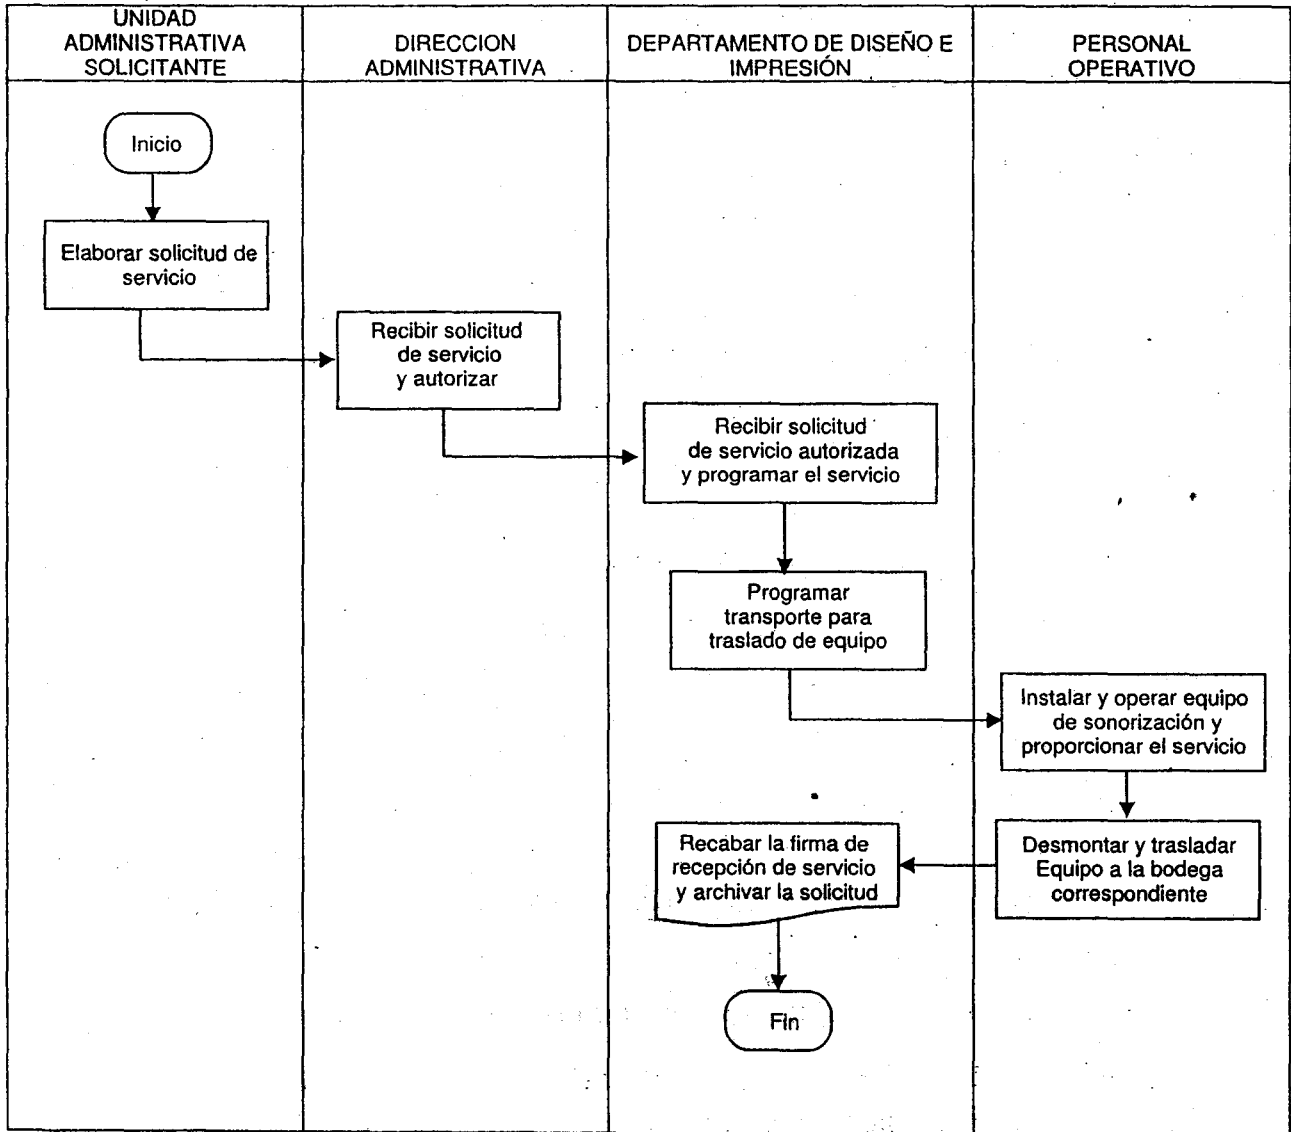 UNIDAD
ADMINISTRATIVA
SOLICITANTE
DIRECCION
ADMINISTRATIVA
DEPARTAMENTO DE DISEÑO E
IMPRESIÓN
PERSONAL
OPERATIVO
Inicio
Elaborar solicitud de
servicio
Recibir solicitud
de servicio
y autorizar
Recibir solicitud
de servicio autorizada
y programar el servicio
Programar
transporte para
traslado de equipo
Instalar y operar equipo
de sonorización y
proporcionar el servicio
Desmontar y trasladar
Equipo a la bodega
correspondiente
Recabar la firma de
recepción de servicio
y archivar la solicitud
Fin